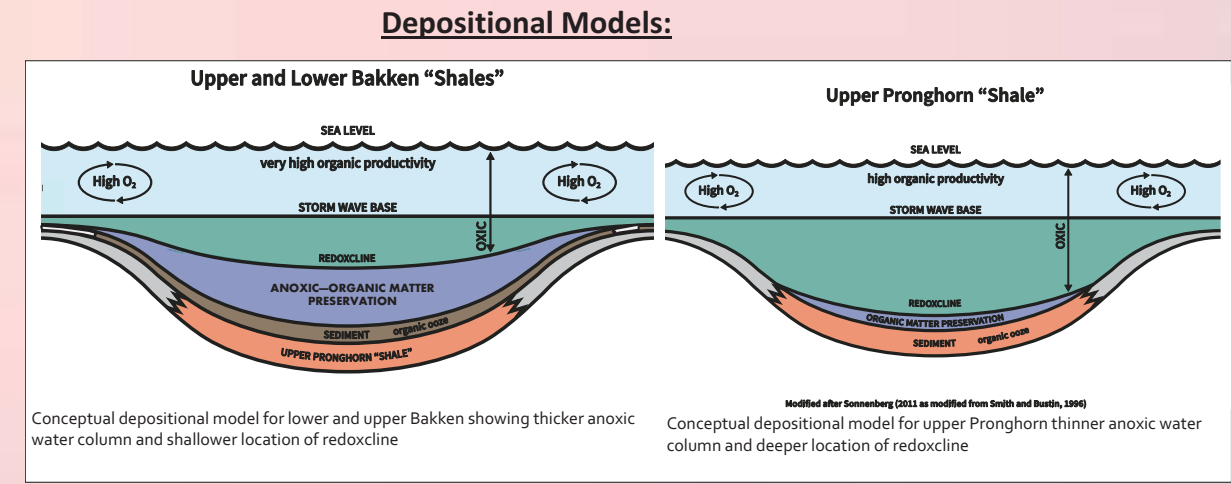 Depositional Models:
Upper and Lower Bakken “Shales”
SEA LEVEL
very high organic productivity
High O₂
High O₂
STORM WAVE BASE
OXIC
REDOXCLINE
ANOXIC—ORGANIC MATTER
PRESERVATION
SEDIMENT organic ooze
UPPER PRONGHORN “SHALE”
Conceptual depositional model for lower and upper Bakken showing thicker anoxic
water column and shallower location of redoxcline
Upper Pronghorn “Shale”
SEA LEVEL
high organic productivity
High O₂
High O₂
STORM WAVE BASE
OXIC
REDOXCLINE
ORGANIC MATTER PRESERVATION
SEDIMENT organic ooze
Modified after Sonnenberg (2011 as modified from Smith and Bustin, 1996)
Conceptual depositional model for upper Pronghorn thinner anoxic water
column and deeper location of redoxcline